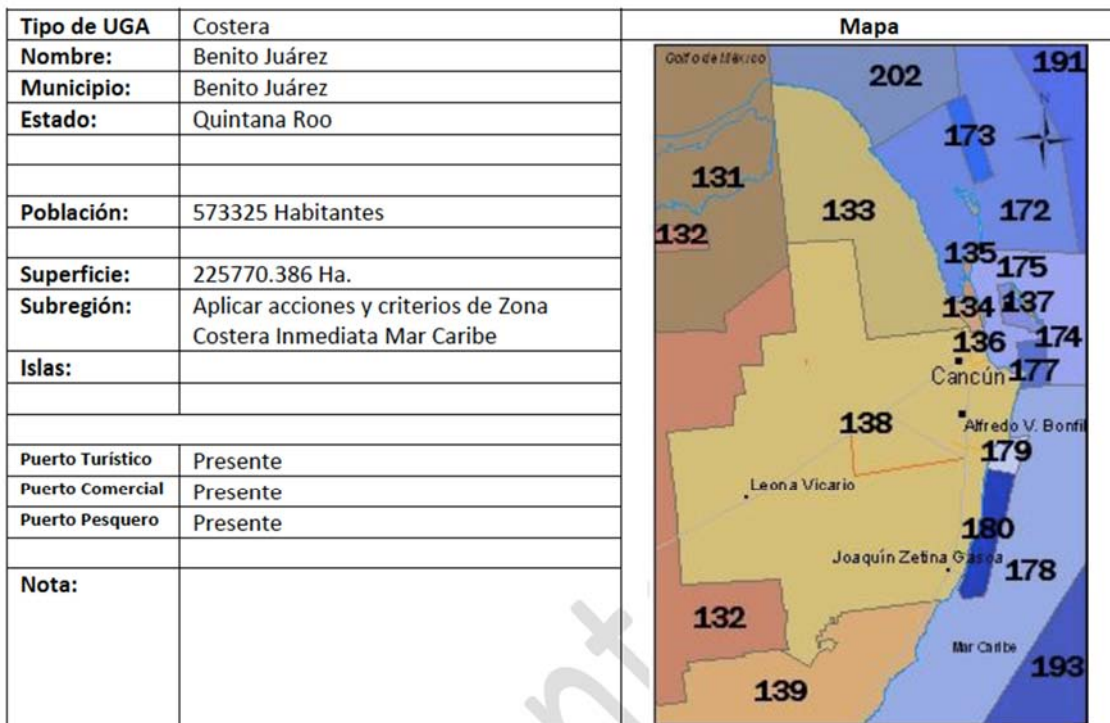 Tipo de UGA Costera Mapa
Nombre: Benito Juárez
Municipio: Benito Juárez
Estado: Quintana Roo
Población: 573325 Habitantes
Superficie: 225770.386 Ha.
Subregión: Aplicar acciones y criterios de Zona
Costera Inmediata Mar Caribe
Islas:
Puerto Turístico Presente
Puerto Comercial Presente
Puerto Pesquero Presente
Nota:
Golfo de México
202
191
N
173
131
133
172
132
135
175
134
137
136
174
Cancún
177
138
Alfredo V. Bonfil
179
Leona Vicario
180
Joaquín Zetina Gasca
178
132
Mar Caribe
193
139